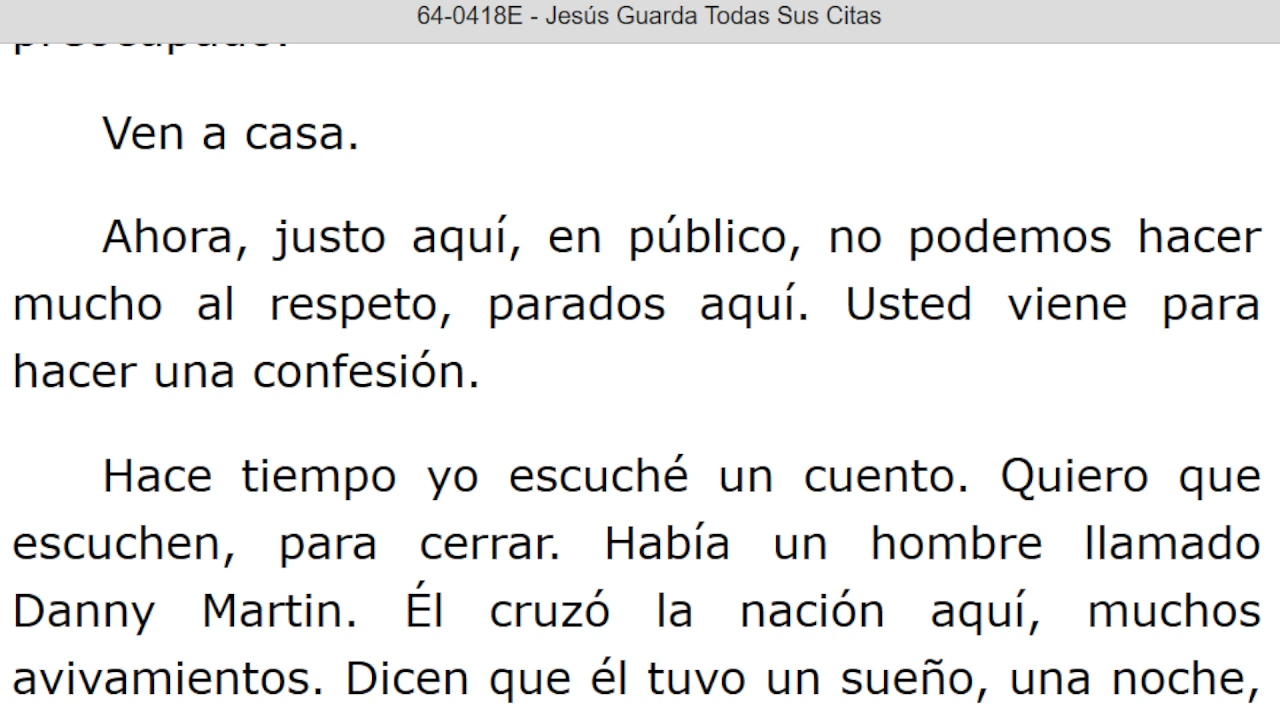 64-0418E - Jesús Guarda Todas Sus Citas
preocupado.
Ven a casa.
Ahora, justo aquí, en público, no podemos hacer
mucho al respeto, parados aquí. Usted viene para
hacer una confesión.
Hace tiempo yo escuché un cuento. Quiero que
escuchen, para cerrar. Había un hombre llamado
Danny Martin. Él cruzó la nación aquí, muchos
avivamientos. Dicen que él tuvo un sueño, una noche,